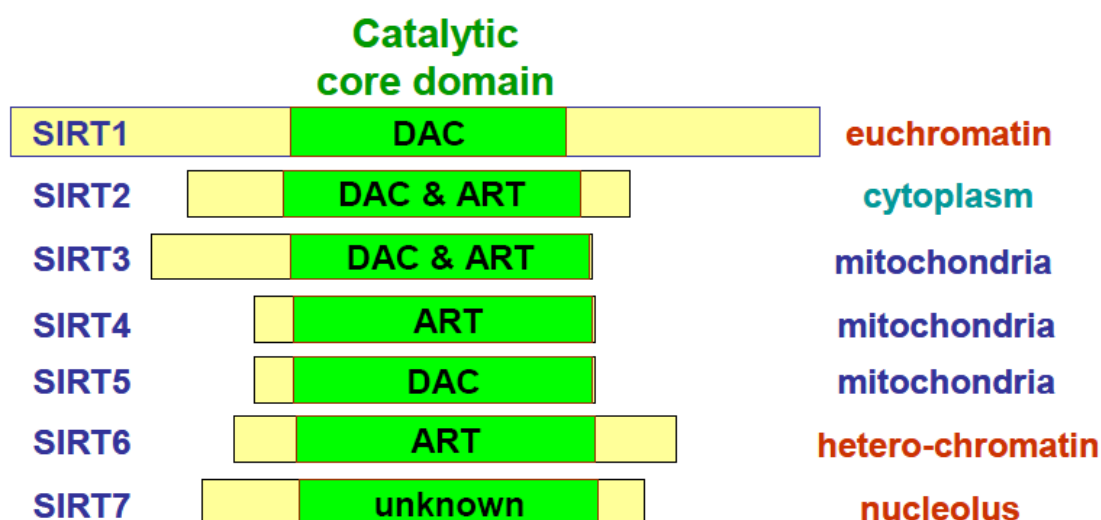 Catalytic
core domain
SIRT1 DAC euchromatin
SIRT2 DAC & ART cytoplasm
SIRT3 DAC & ART mitochondria
SIRT4 ART mitochondria
SIRT5 DAC mitochondria
SIRT6 ART hetero-chromatin
SIRT7 unknown nucleolus